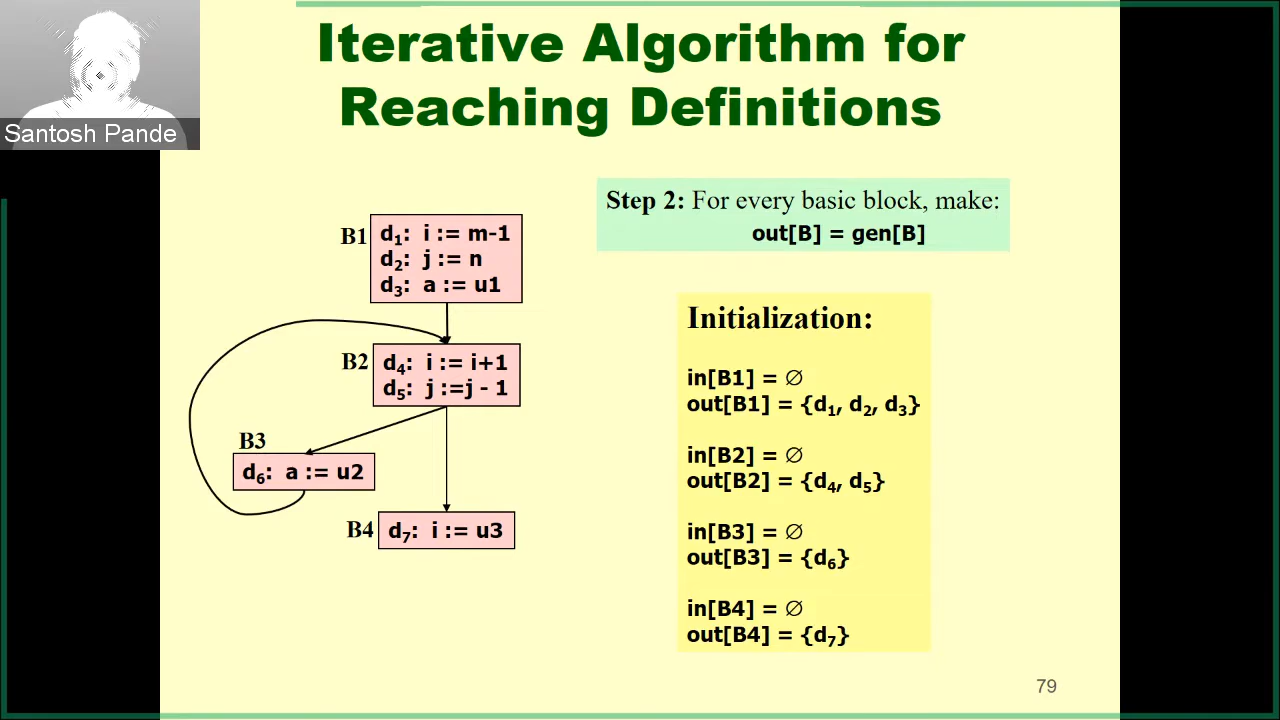 Iterative Algorithm for
Reaching Definitions
Santosh Pande
Step 2: For every basic block, make:
out[B] = gen[B]
B1
d₁: i := m-1
d₂: j := n
d₃: a := u1
B2
d₄: i := i+1
d₅: j :=j - 1
B3
d₆: a := u2
B4
d₇: i := u3
Initialization:
in[B1] = ∅
out[B1] = {d₁, d₂, d₃}
in[B2] = ∅
out[B2] = {d₄, d₅}
in[B3] = ∅
out[B3] = {d₆}
in[B4] = ∅
out[B4] = {d₇}
79